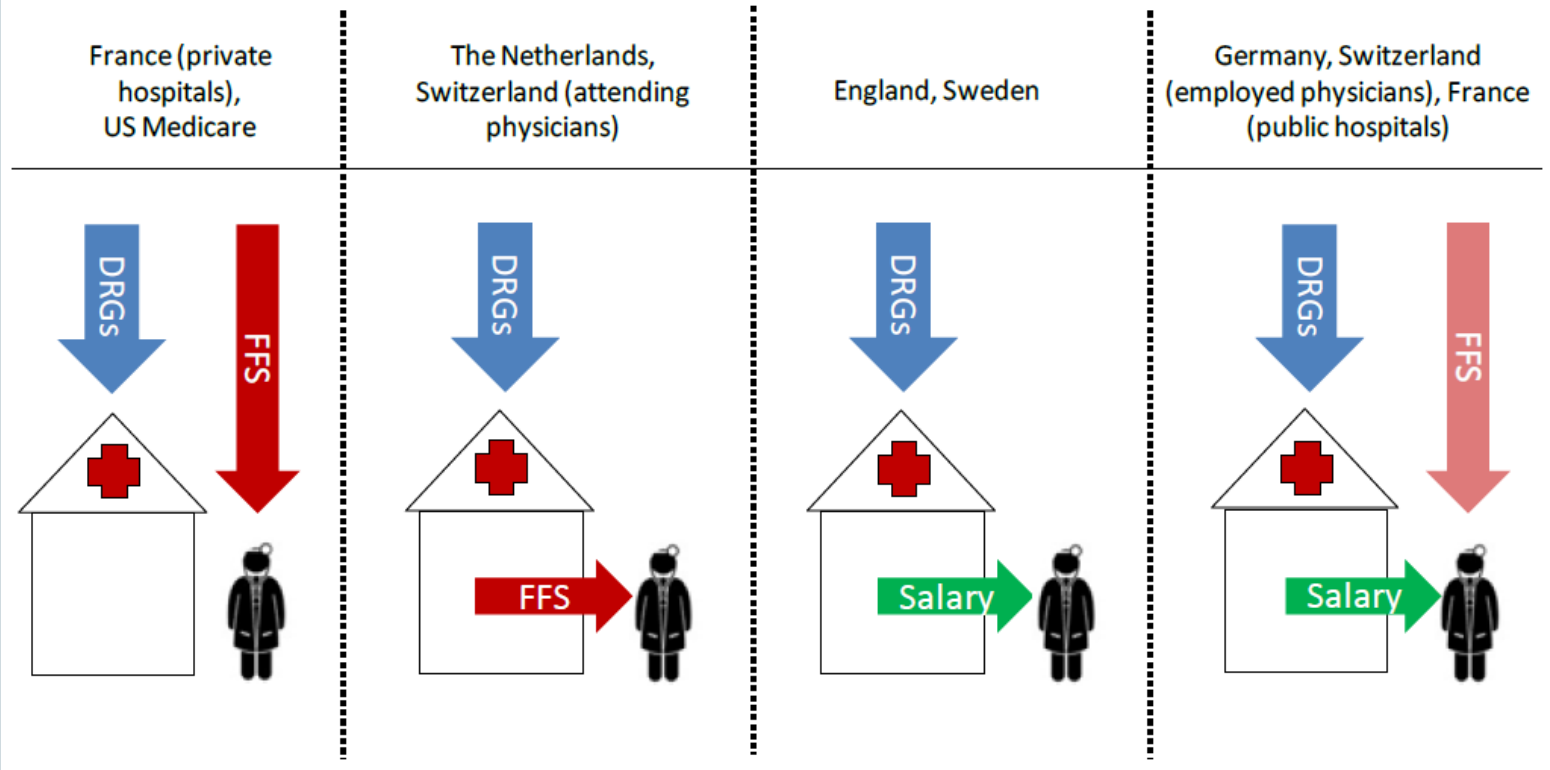 France (private
hospitals),
US Medicare
The Netherlands,
Switzerland (attending
physicians)
England, Sweden
Germany, Switzerland
(employed physicians), France
(public hospitals)
DRGs
FFS
DRGs
FFS
DRGs
Salary
DRGs
FFS
Salary